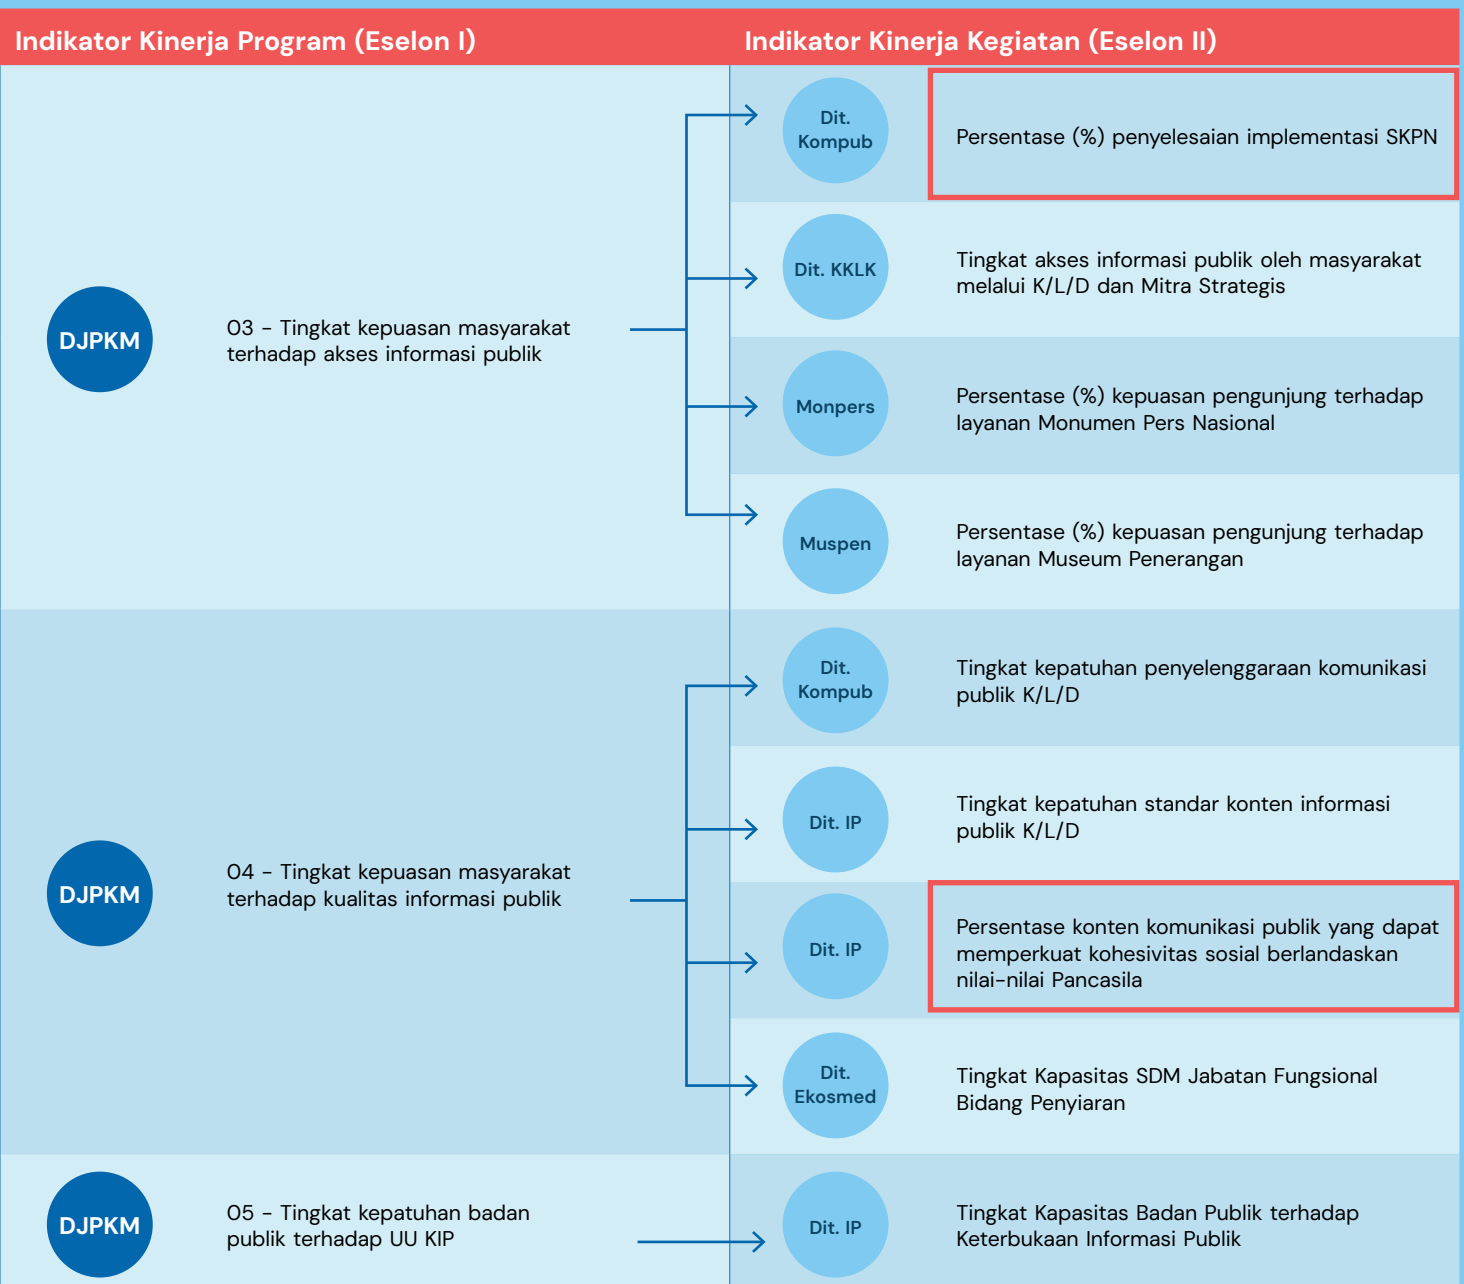 Indikator Kinerja Program (Eselon I)
Indikator Kinerja Kegiatan (Eselon II)
DJPKM
03 - Tingkat kepuasan masyarakat
terhadap akses informasi publik
Dit.
Kompub
Persentase (%) penyelesaian implementasi SKPN
Dit. KKLK
Tingkat akses informasi publik oleh masyarakat
melalui K/L/D dan Mitra Strategis
Monpers
Persentase (%) kepuasan pengunjung terhadap
layanan Monumen Pers Nasional
Muspen
Persentase (%) kepuasan pengunjung terhadap
layanan Museum Penerangan
DJPKM
04 - Tingkat kepuasan masyarakat
terhadap kualitas informasi publik
Dit.
Kompub
Tingkat kepatuhan penyelenggaraan komunikasi
publik K/L/D
Dit. IP
Tingkat kepatuhan standar konten informasi
publik K/L/D
Dit. IP
Persentase konten komunikasi publik yang dapat
memperkuat kohesivitas sosial berlandaskan
nilai-nilai Pancasila
Dit.
Ekosmed
Tingkat Kapasitas SDM Jabatan Fungsional
Bidang Penyiaran
DJPKM
05 - Tingkat kepatuhan badan
publik terhadap UU KIP
Dit. IP
Tingkat Kapasitas Badan Publik terhadap
Keterbukaan Informasi Publik